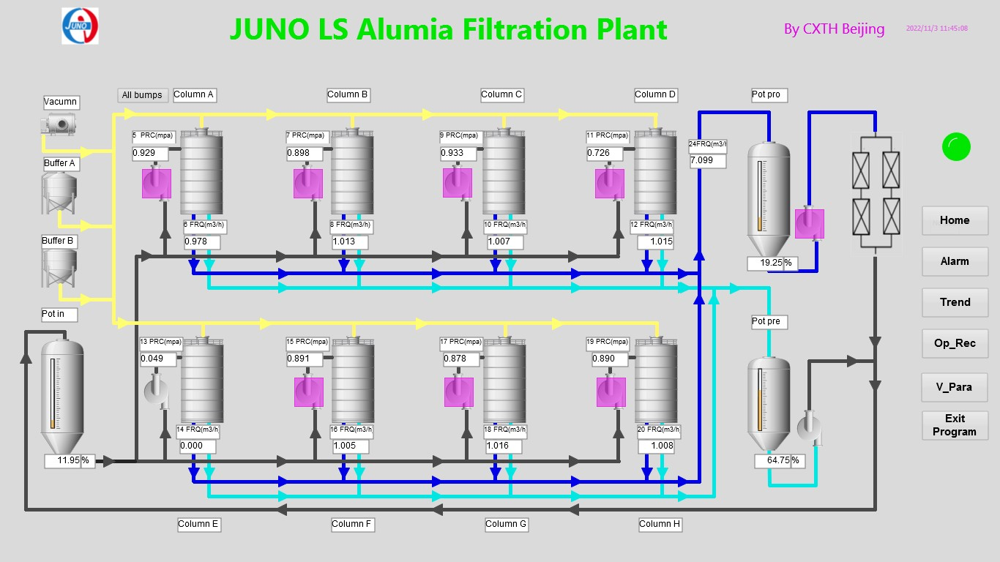 JUNO
JUNO LS Alumia Filtration Plant
By CXTH Beijing
2022/11/3 11:45:08
Vacumn
All bumps
Column A
Column B
Column C
Column D
Pot pro
5 PRC(mpa)
0.929
7 PRC(mpa)
0.898
9 PRC(mpa)
0.933
11 PRC(mpa)
0.726
24FRQ(m3/h
7.099
Buffer A
6 FRQ(m3/h)
0.978
8 FRQ(m3/h)
1.013
10 FRQ(m3/h)
1.007
12 FRQ(m3/h)
1.015
19.25 %
Buffer B
Home
Alarm
Trend
Op_Rec
V_Para
Exit
Program
Pot in
Pot pre
13 PRC(mpa)
0.049
15 PRC(mpa)
0.891
17 PRC(mpa)
0.878
19 PRC(mpa)
0.890
14 FRQ(m3/h)
0.000
16 FRQ(m3/h)
1.005
18 FRQ(m3/h)
1.016
20 FRQ(m3/h)
1.008
11.95 %
64.75 %
Column E
Column F
Column G
Column H